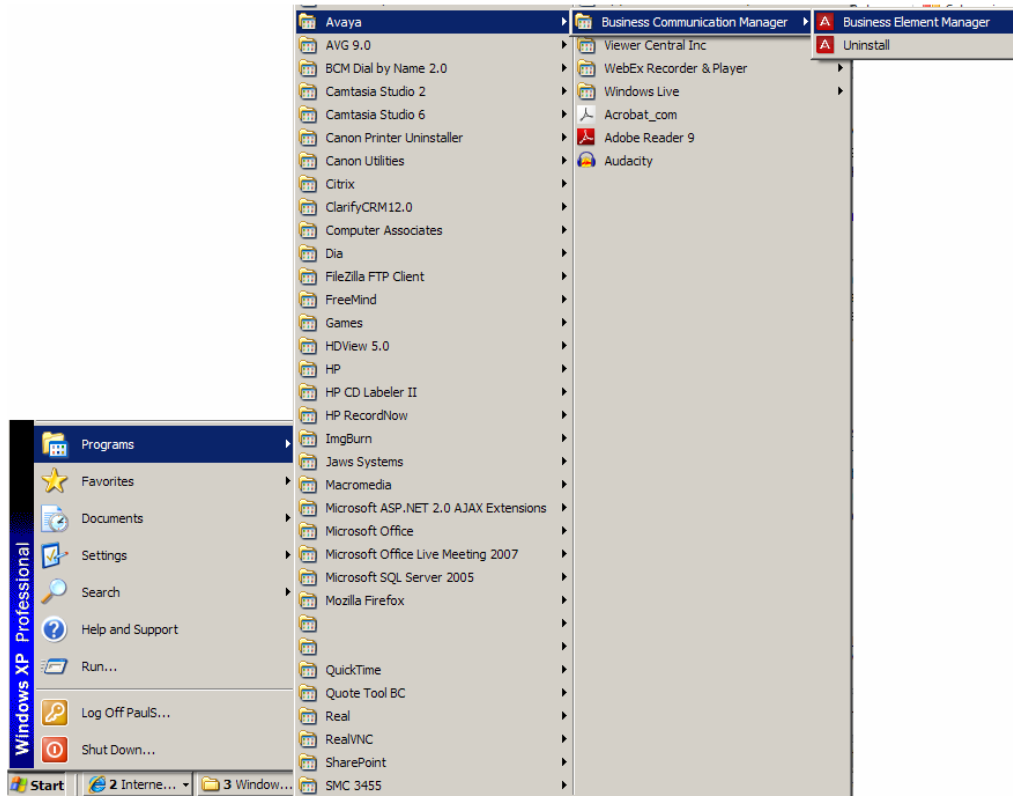 Avaya
AVG 9.0
BCM Dial by Name 2.0
Camtasia Studio 2
Camtasia Studio 6
Canon Printer Uninstaller
Canon Utilities
Citrix
ClarifyCRM12.0
Computer Associates
Dia
FileZilla FTP Client
FreeMind
Games
HDView 5.0
HP
HP CD Labeler II
HP RecordNow
ImgBurn
Jaws Systems
Macromedia
Microsoft ASP.NET 2.0 AJAX Extensions
Microsoft Office
Microsoft Office Live Meeting 2007
Microsoft SQL Server 2005
Mozilla Firefox
QuickTime
Quote Tool BC
Real
RealVNC
SharePoint
SMC 3455
Business Communication Manager
Viewer Central Inc
WebEx Recorder & Player
Windows Live
Acrobat_com
Adobe Reader 9
Audacity
Business Element Manager
Uninstall
Programs
Favorites
Documents
Settings
Search
Help and Support
Run...
Log Off PaulS...
Shut Down...
Windows XP Professional
Start
2 Interne...
3 Window...